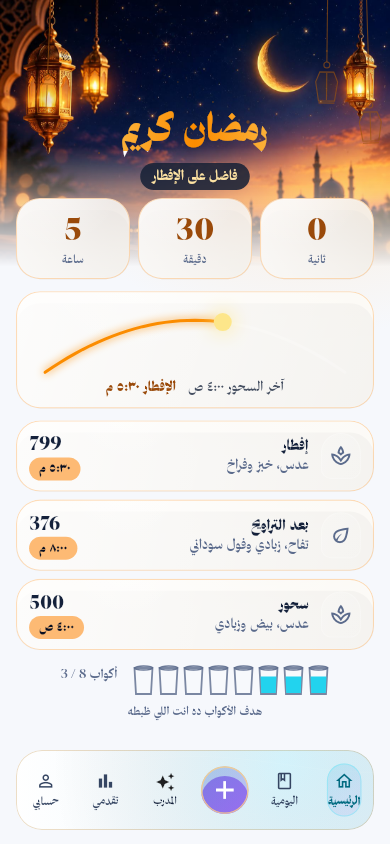 رمضان كريم
فاضل على الإفطار
0 30 5
ثانية دقيقة ساعة
آخر السحور ٤:٠٠ ص الإفطار ٥:٣٠ م
إفطار 799
عدس، خبز وفراخ ٥:٣٠ م
بعد التراويح 376
تفاح، زبادي وفول سوداني ٨:٠٠ م
سحور 500
عدس، بيض وزبادي ٤:٠٠ ص
3 / 8 أكواب
هدف الأكواب ده انت اللي ظبطه
الرئيسية اليومية + المدرب تقدمي حسابي